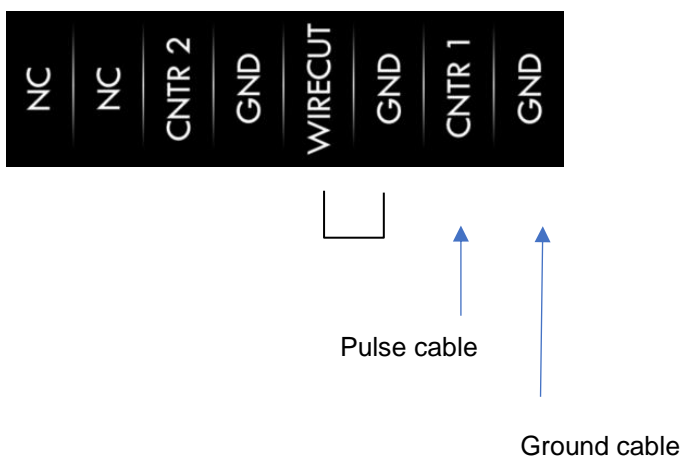 NC
NC
CNTR 2
GND
WIRECUT
GND
CNTR 1
GND
Pulse cable
Ground cable